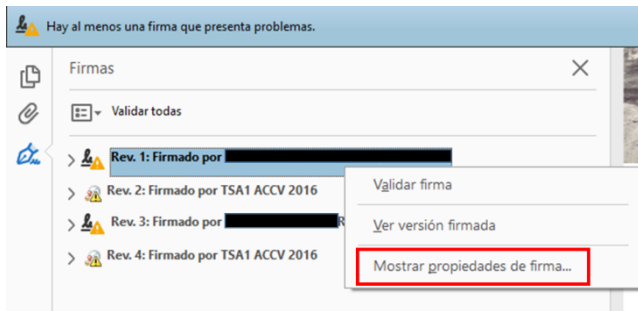 Hay al menos una firma que presenta problemas.
Firmas
Validar todas
Rev. 1: Firmado por
Rev. 2: Firmado por TSA1 ACCV 2016
Rev. 3: Firmado por R
Rev. 4: Firmado por TSA1 ACCV 2016
Validar firma
Ver versión firmada
Mostrar propiedades de firma...